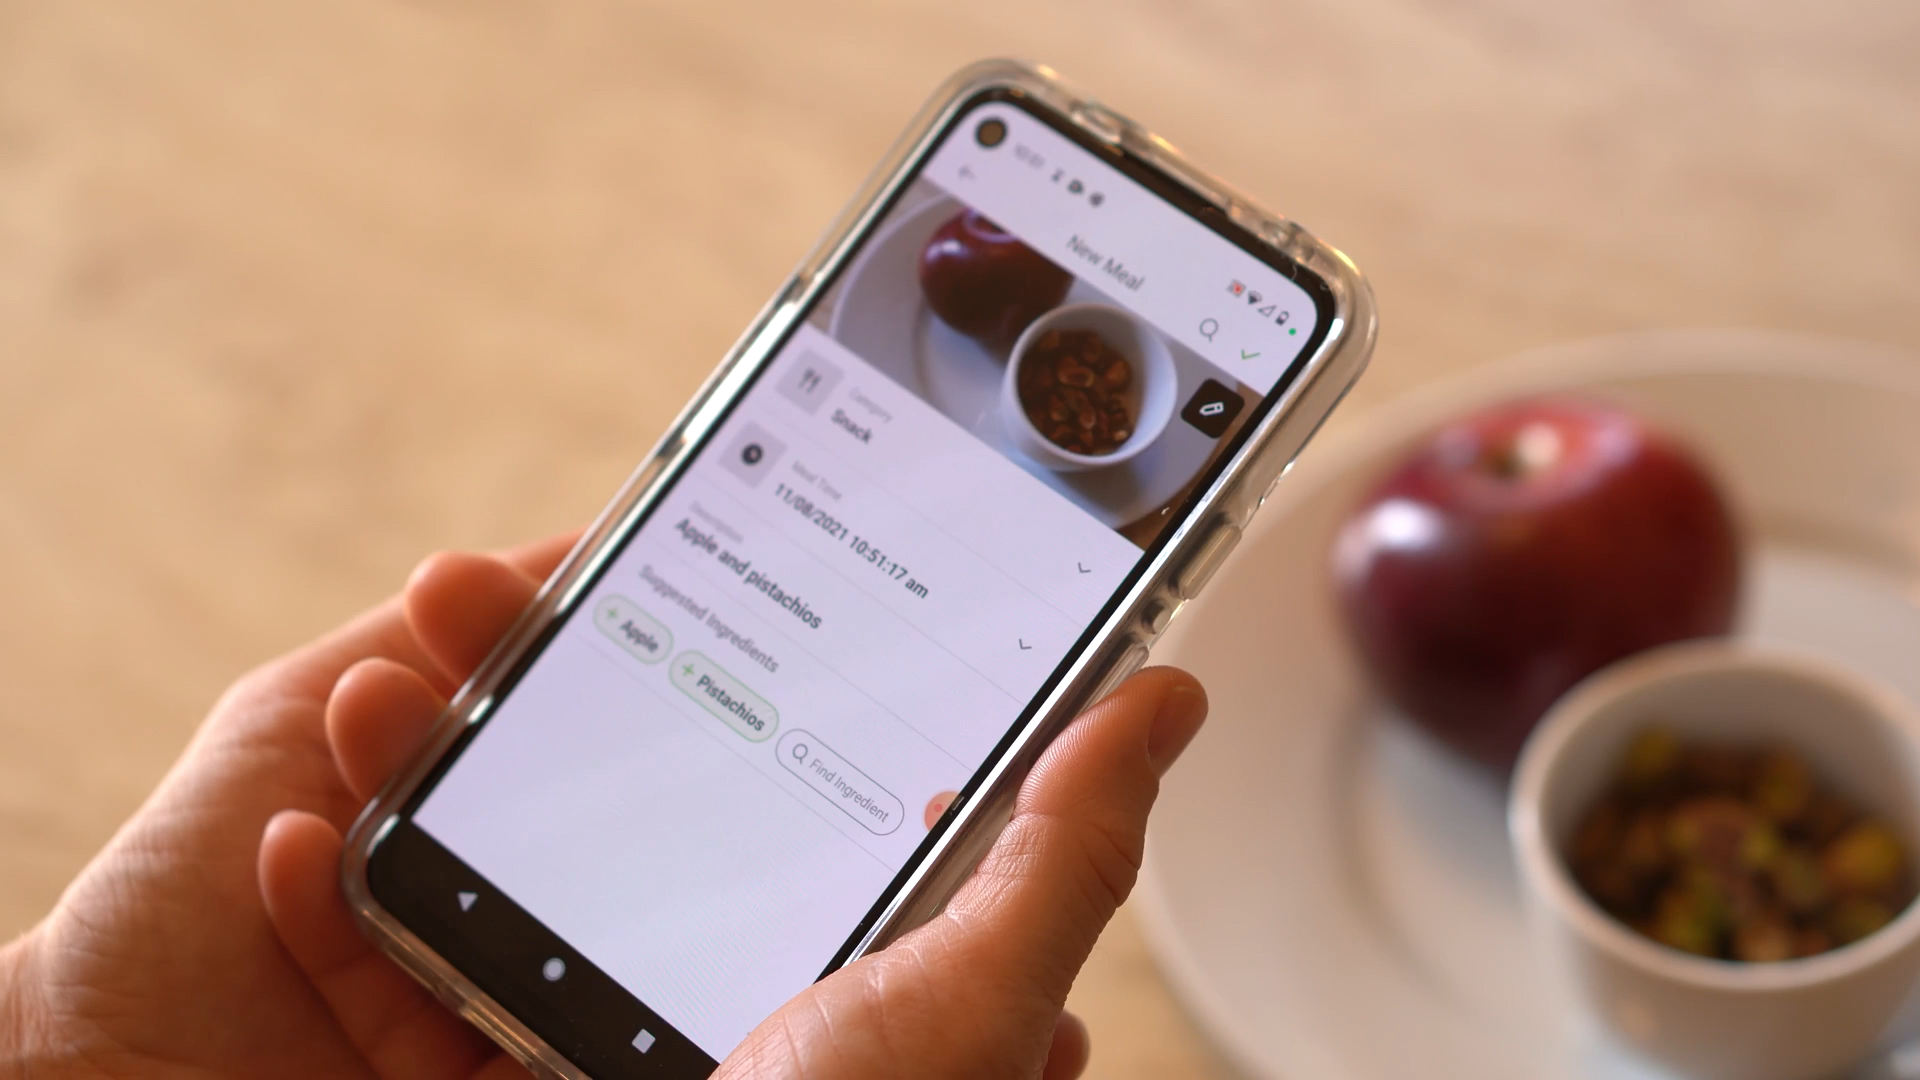 New Meal
Category
Snack
Meal Time
11/08/2021 10:51:17 am
Description
Apple and pistachios
Suggested Ingredients
+ Apple
+ Pistachios
Find Ingredient